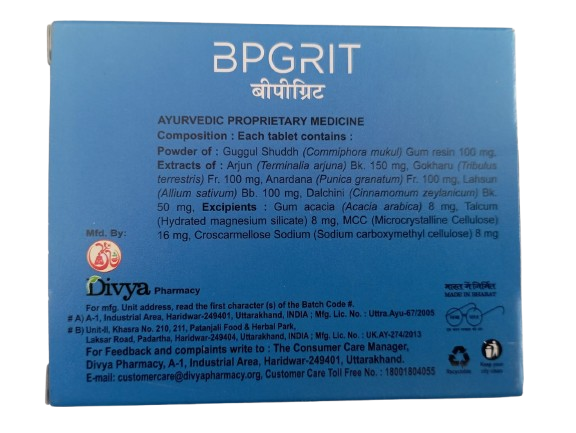 BPGRIT
बीपीग्रिट
AYURVEDIC PROPRIETARY MEDICINE
Composition : Each tablet contains :
Powder of : Guggul Shuddh (Commiphora mukul) Gum resin 100 mg,
Extracts of : Arjun (Terminalia arjuna) Bk. 150 mg, Gokharu (Tribulus
terrestris) Fr. 100 mg, Anardana (Punica granatum) Fr. 100 mg, Lahsun
(Allium sativum) Bb. 100 mg, Dalchini (Cinnamomum zeylanicum) Bk.
50 mg, Excipients : Gum acacia (Acacia arabica) 8 mg, Talcum
(Hydrated magnesium silicate) 8 mg, MCC (Microcrystalline Cellulose)
16 mg, Croscarmellose Sodium (Sodium carboxymethyl cellulose) 8 mg
Mfd. By:
Divya Pharmacy
भारत में निर्मित
MADE IN BHARAT
For mfg. Unit address, read the first character (s) of the Batch Code #.
# A) A-1, Industrial Area, Haridwar-249401, Uttarakhand, INDIA ; Mfg. Lic. No. : Uttra.Ayu-67/2005
# B) Unit-II, Khasra No. 210, 211, Patanjali Food & Herbal Park,
Laksar Road, Padartha, Haridwar-249404, Uttarakhand, INDIA ; Mfg. Lic. No. : UK.AY-274/2013
For Feedback and complaints write to : The Consumer Care Manager,
Divya Pharmacy, A-1, Industrial Area, Haridwar-249401, Uttarakhand.
E-mail: customercare@divyapharmacy.org, Customer Care Toll Free No. : 18001804055
Recyclable
Keep your
city clean